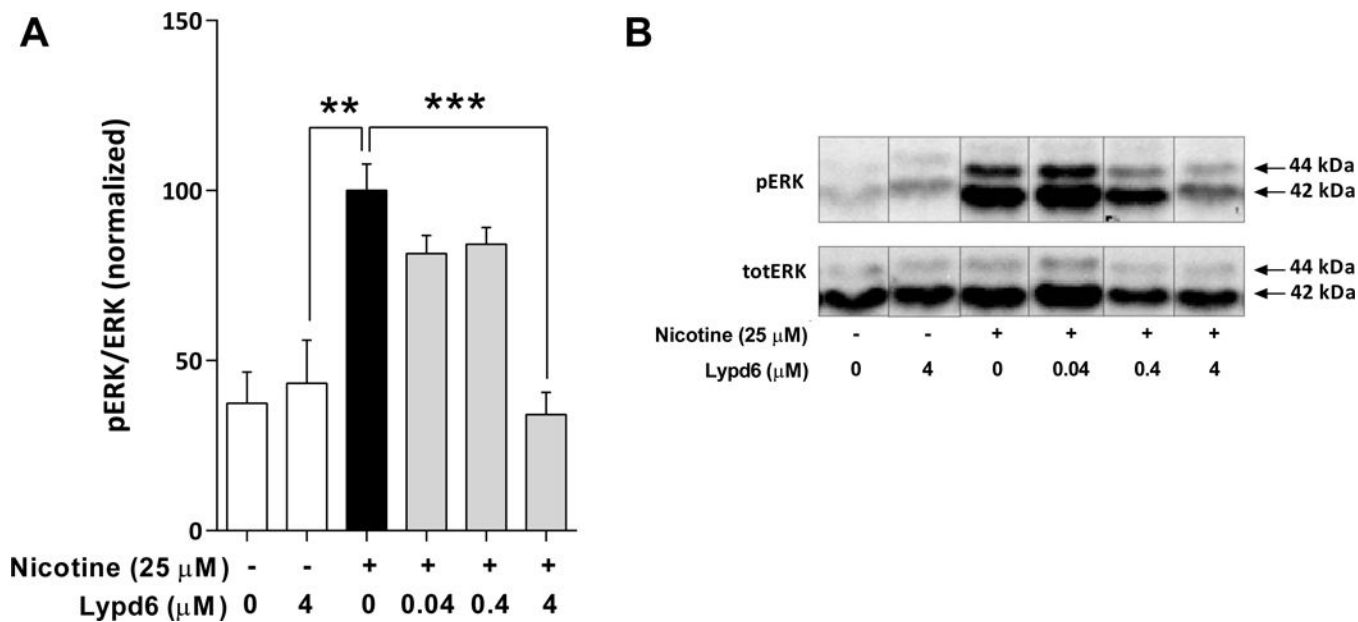 A
150
100
50
0
pERK/ERK (normalized)
**
***
Nicotine (25 μM) - - + + + +
Lypd6 (μM) 0 4 0 0.04 0.4 4
B
pERK
44 kDa
42 kDa
totERK
44 kDa
42 kDa
Nicotine (25 μM) - - + + + +
Lypd6 (μM) 0 4 0 0.04 0.4 4